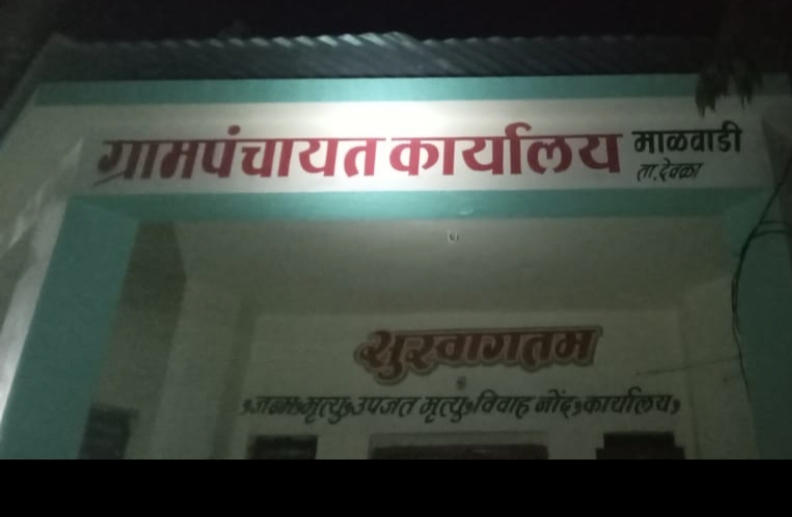 ग्रामपंचायत कार्यालय माळवाडी
ता.देवळा
सुस्वागतम
जन्म,मृत्यु,उपजत मृत्यु,विवाह नोंद,कार्यालय,